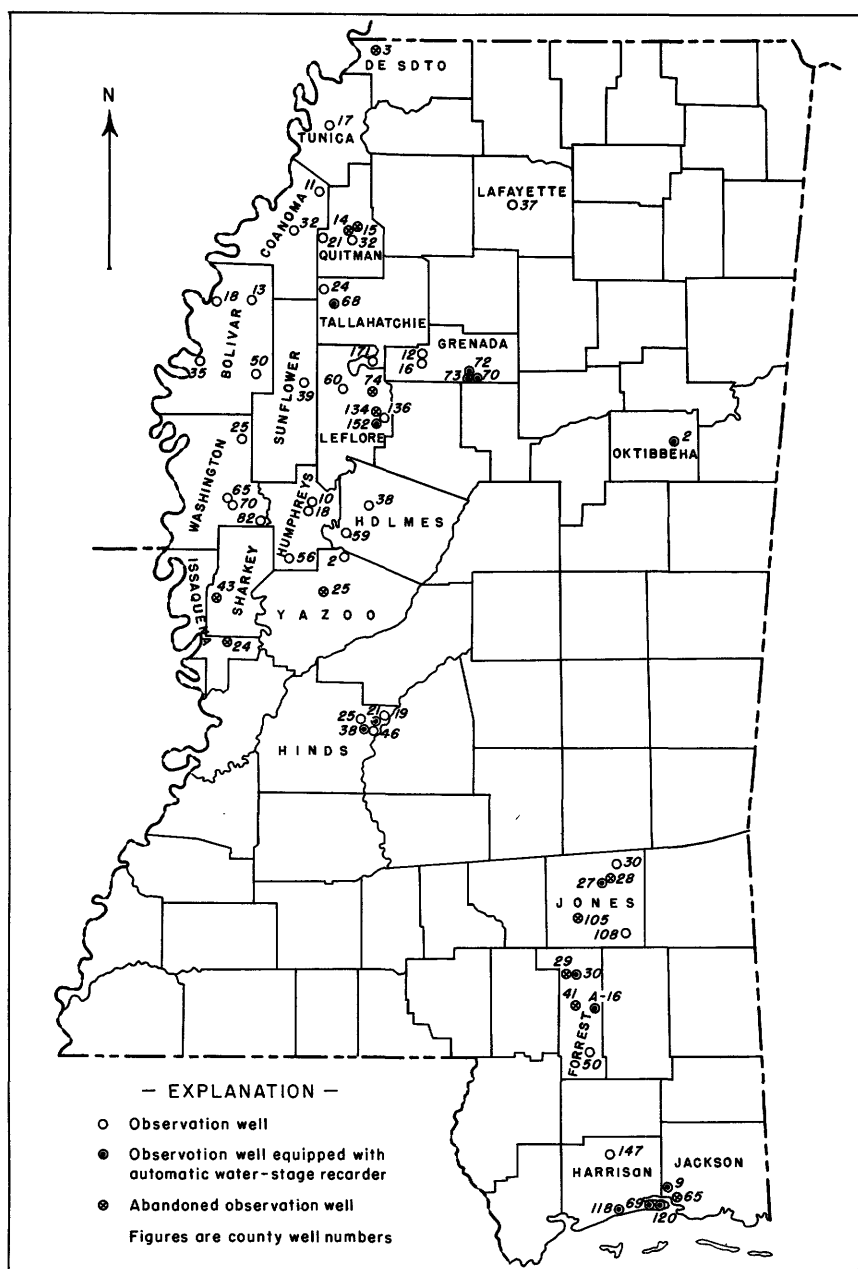 N
3
DE SDTO
17
TUNICA
11
LAFAYETTE
37
COAHOMA
32
14
15
21
32
QUITMAN
24
68
TALLAHATCHIE
18
13
BOLIVAR
35
50
171
12
16
GRENADA
72
73
70
SUNFLOWER
39
60
74
134
136
152
LEFLORE
2
OKTIBBEHA
25
WASHINGTON
65
70
82
HUMPHREYS
10
18
56
38
HDLMES
59
2
ISSAQUENA
43
SHARKEY
25
YAZOO
24
25
21
19
38
46
HINDS
30
27
28
JONES
105
108
29
30
41
A-16
FORREST
50
— EXPLANATION —
Observation well
Observotion well equipped with
automatic water-stage recarder
Abandoned observation well
Figures are county well numbers
147
HARRISON
JACKSON
9
65
118
69
120